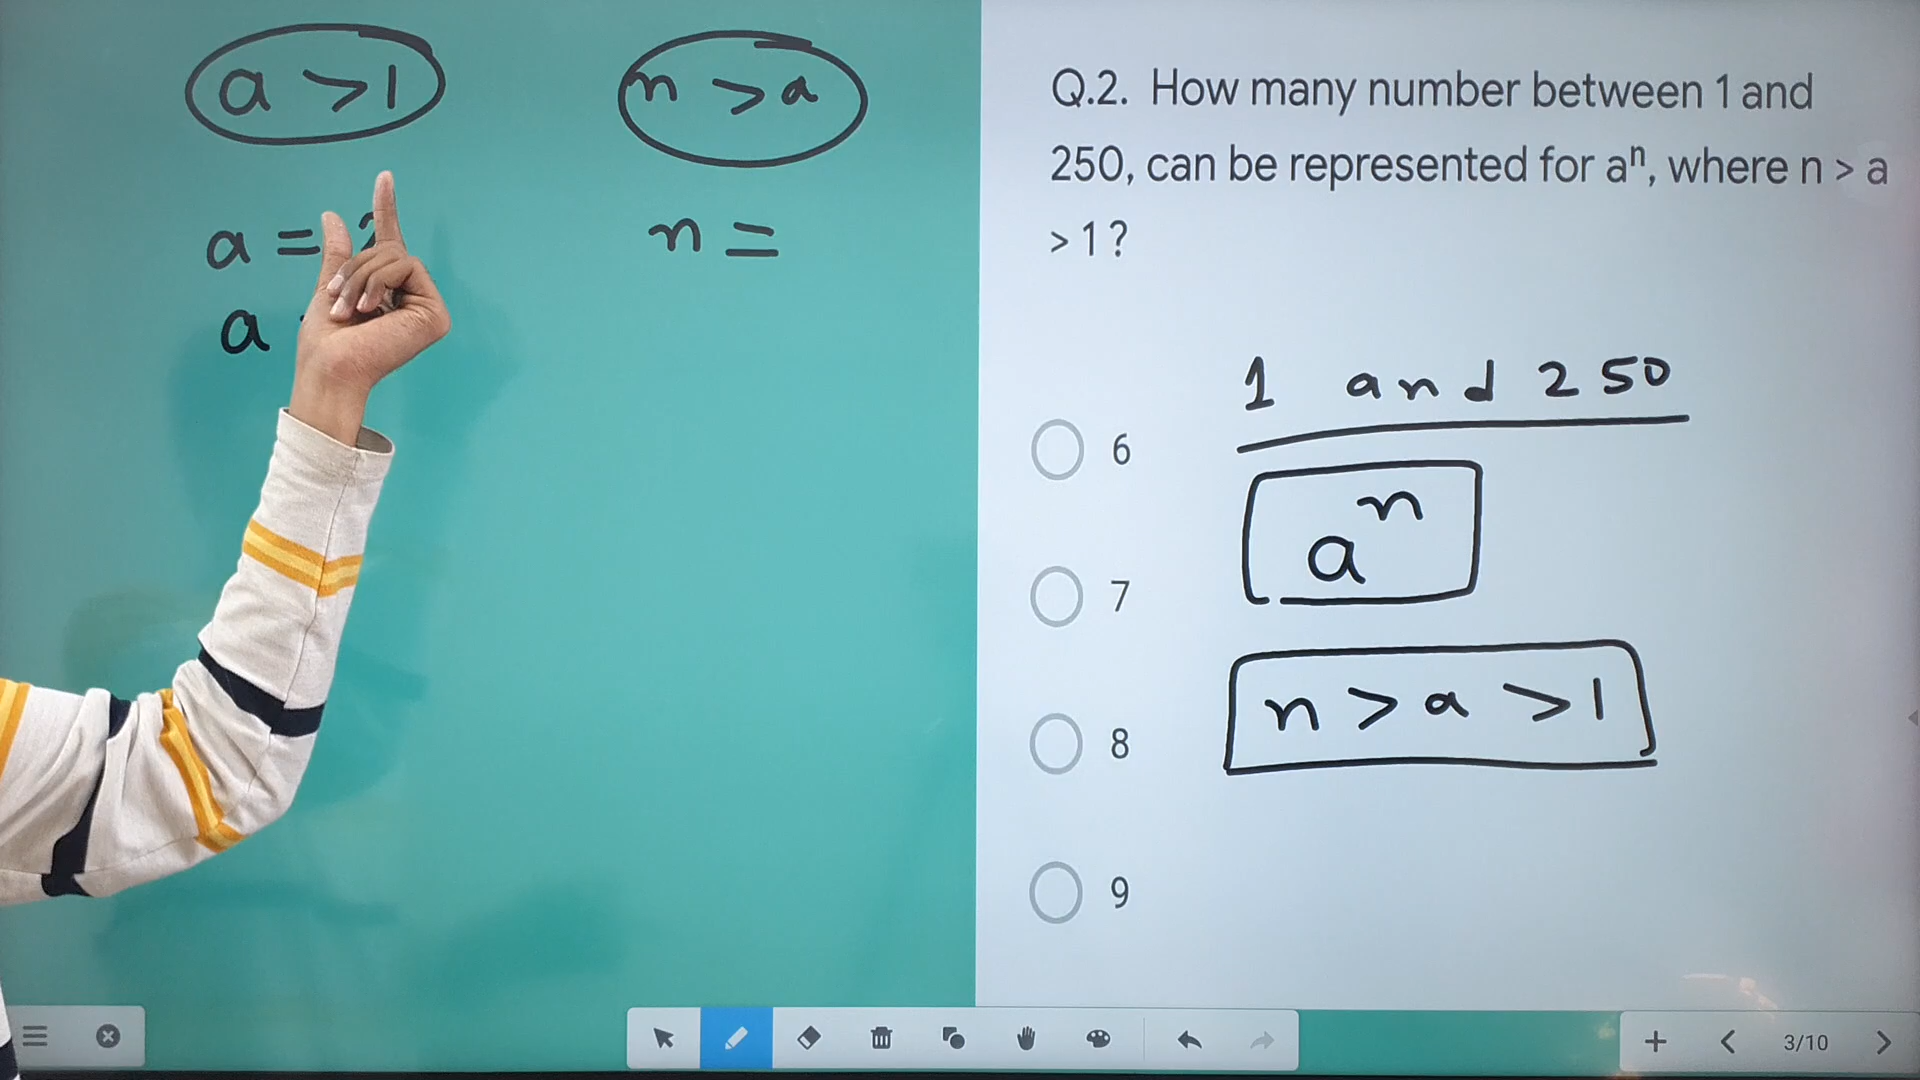 a > 1
n > a
a =
n =
a
Q.2. How many number between 1 and
250, can be represented for aⁿ, where n > a
> 1 ?
1 and 250
6
aⁿ
7
n > a > 1
8
9
3/10